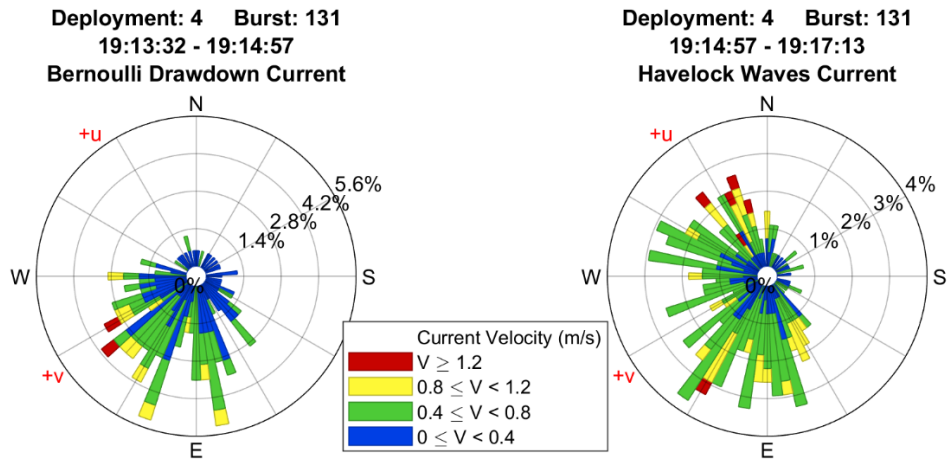 Deployment: 4 Burst: 131
19:13:32 - 19:14:57
Bernoulli Drawdown Current
N
+u
5.6%
4.2%
2.8%
1.4%
W
0%
S
+v
E
Deployment: 4 Burst: 131
19:14:57 - 19:17:13
Havelock Waves Current
N
+u
4%
3%
2%
1%
W
0%
S
+v
E
Current Velocity (m/s)
V ≥ 1.2
0.8 ≤ V < 1.2
0.4 ≤ V < 0.8
0 ≤ V < 0.4